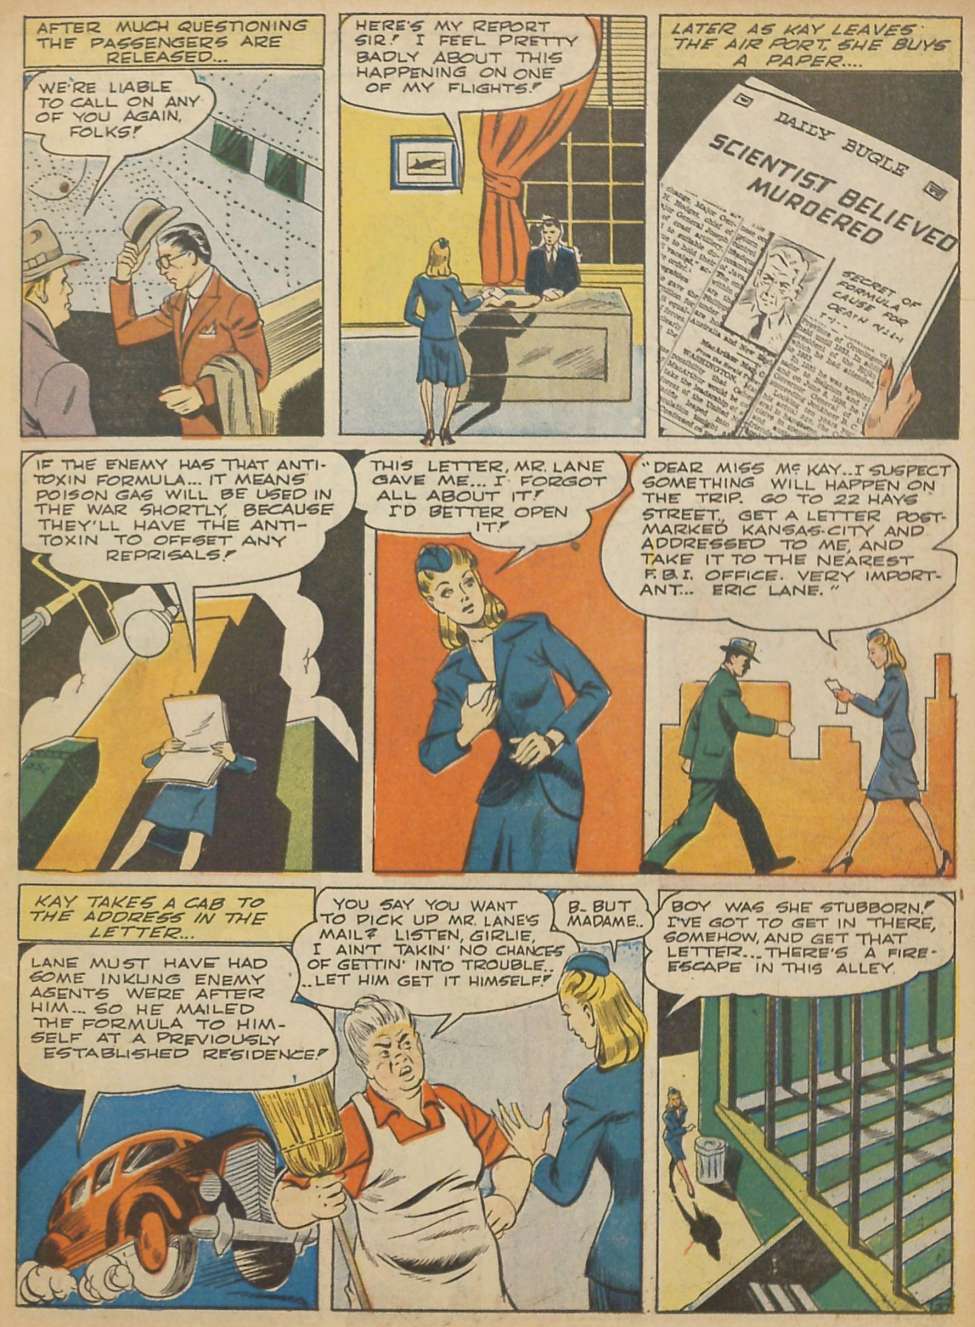 AFTER MUCH QUESTIONING
THE PASSENGERS ARE
RELEASED...
WE'RE LIABLE
TO CALL ON ANY
OF YOU AGAIN,
FOLKS!
HERE'S MY REPORT
SIR! I FEEL PRETTY
BADLY ABOUT THIS
HAPPENING ON ONE
OF MY FLIGHTS!
LATER AS KAY LEAVES
THE AIR PORT, SHE BUYS
A PAPER....
DAILY BUGLE
SCIENTIST BELIEVED
MURDERED
SECRET OF
FORMULA
CAUSE FOR
DEATH
IF THE ENEMY HAS THAT ANTI-
TOXIN FORMULA... IT MEANS
POISON GAS WILL BE USED IN
THE WAR SHORTLY, BECAUSE
THEY'LL HAVE THE ANTI-
TOXIN TO OFFSET ANY
REPRISALS!
THIS LETTER, MR. LANE
GAVE ME... I FORGOT
ALL ABOUT IT!
I'D BETTER OPEN
IT!
"DEAR MISS McKAY..I SUSPECT
SOMETHING WILL HAPPEN ON
THE TRIP. GO TO 22 HAYS
STREET,, GET A LETTER POST-
MARKED KANSAS-CITY AND
ADDRESSED TO ME, AND
TAKE IT TO THE NEAREST
F.B.I. OFFICE. VERY IMPORT-
ANT... ERIC LANE."
KAY TAKES A CAB TO
THE ADDRESS IN THE
LETTER...
LANE MUST HAVE HAD
SOME INKLING ENEMY
AGENTS WERE AFTER
HIM... SO HE MAILED
THE FORMULA TO HIM-
SELF AT A PREVIOUSLY
ESTABLISHED RESIDENCE!
YOU SAY YOU WANT
TO PICK UP MR. LANE'S
MAIL? LISTEN, GIRLIE,
I AIN'T TAKIN' NO CHANCES
OF GETTIN' INTO TROUBLE..
..LET HIM GET IT HIMSELF!
B.. BUT
MADAME..
BOY WAS SHE STUBBORN!
I'VE GOT TO GET IN THERE,
SOMEHOW, AND GET THAT
LETTER... THERE'S A FIRE-
ESCAPE IN THIS ALLEY.